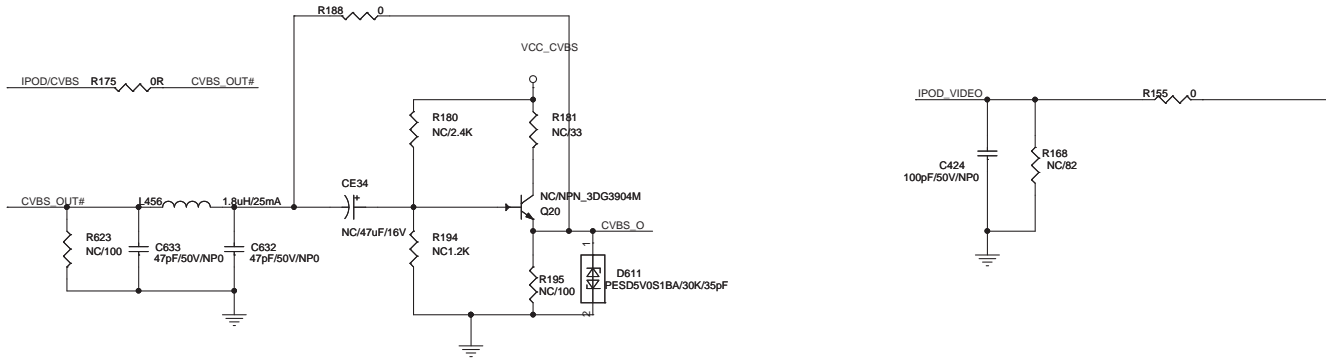 R188 0
VCC_CVBS
IPOD/CVBS R175 0R CVBS_OUT#
R180
NC/2.4K
R181
NC/33
CE34
NC/47uF/16V
NC/NPN_3DG3904M
Q20
CVBS_OUT# L456 1.8uH/25mA
CVBS_O
R623
NC/100
C633
47pF/50V/NP0
C632
47pF/50V/NP0
R194
NC1.2K
R195
NC/100
1
D611
PESD5V0S1BA/30K/35pF
2
IPOD_VIDEO R155 0
C424
100pF/50V/NP0
R168
NC/82